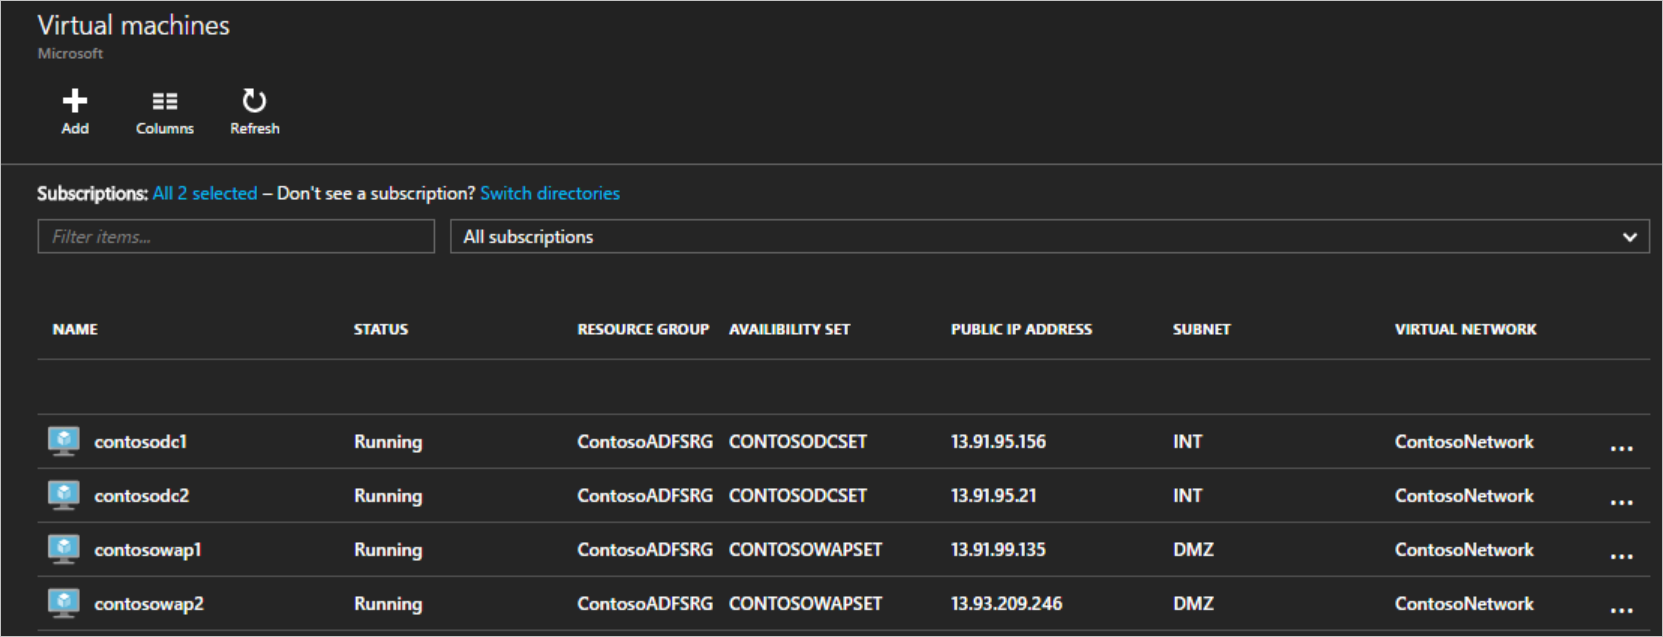 Virtual machines
Microsoft
Add Columns Refresh
Subscriptions: All 2 selected – Don't see a subscription? Switch directories
Filter items... All subscriptions
NAME STATUS RESOURCE GROUP AVAILIBILITY SET PUBLIC IP ADDRESS SUBNET VIRTUAL NETWORK
contosodc1 Running ContosoADFSRG CONTOSODCSET 13.91.95.156 INT ContosoNetwork ...
contosodc2 Running ContosoADFSRG CONTOSODCSET 13.91.95.21 INT ContosoNetwork ...
contosowap1 Running ContosoADFSRG CONTOSOWAPSET 13.91.99.135 DMZ ContosoNetwork ...
contosowap2 Running ContosoADFSRG CONTOSOWAPSET 13.93.209.246 DMZ ContosoNetwork ...